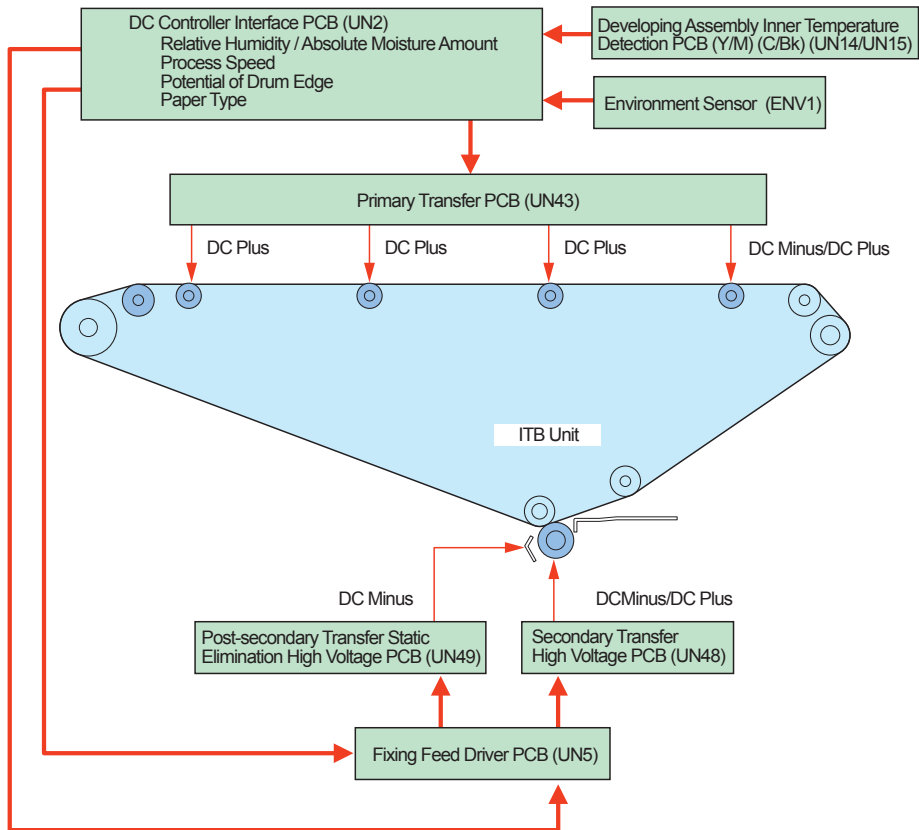 DC Controller Interface PCB (UN2)
Relative Humidity / Absolute Moisture Amount
Process Speed
Potential of Drum Edge
Paper Type
Developing Assembly Inner Temperature
Detection PCB (Y/M) (C/Bk) (UN14/UN15)
Environment Sensor (ENV1)
Primary Transfer PCB (UN43)
DC Plus
DC Plus
DC Plus
DC Minus/DC Plus
ITB Unit
DC Minus
DCMinus/DC Plus
Post-secondary Transfer Static
Elimination High Voltage PCB (UN49)
Secondary Transfer
High Voltage PCB (UN48)
Fixing Feed Driver PCB (UN5)